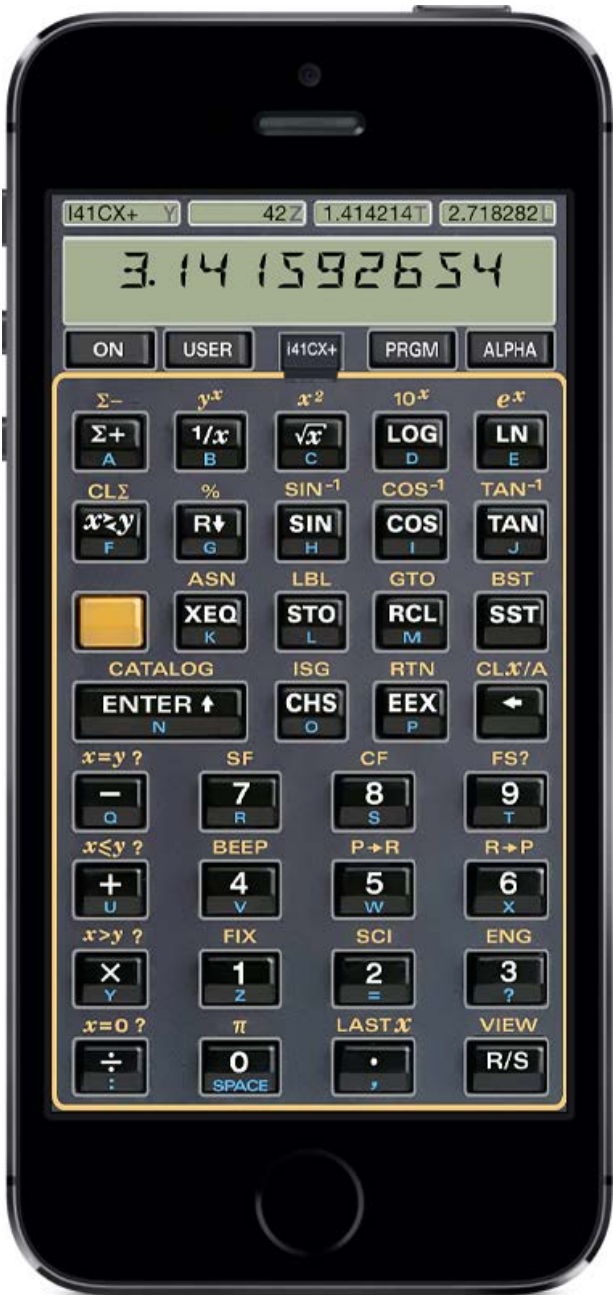 I41CX+ Y 42 Z 1.414214 T 2.718282 L
3.141592654
ON USER i41CX+ PRGM ALPHA
Σ− yˣ x² 10ˣ eˣ
Σ+ 1/x √x LOG LN
A B C D E
CLΣ % SIN⁻¹ COS⁻¹ TAN⁻¹
x≷y R↓ SIN COS TAN
F G H I J
ASN LBL GTO BST
XEQ STO RCL SST
K L M
CATALOG ISG RTN CLX/A
ENTER ↑ CHS EEX ←
N O P
x=y ? SF CF FS?
− 7 8 9
Q R S T
x≤y ? BEEP P→R R→P
+ 4 5 6
U V W X
x>y ? FIX SCI ENG
× 1 2 3
Y Z = ?
x=0 ? π LAST X VIEW
÷ 0 . R/S
: SPACE ,